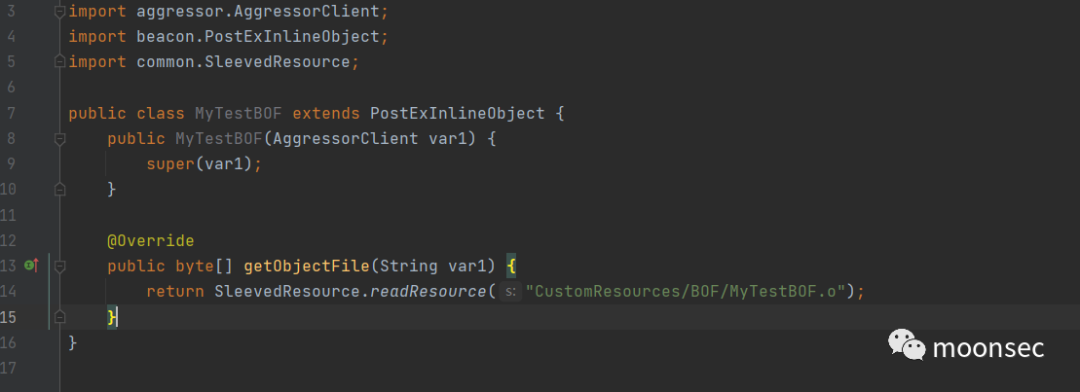 3 import aggressor.AggressorClient;
4 import beacon.PostExInlineObject;
5 import common.SleevedResource;
6
7 public class MyTestBOF extends PostExInlineObject {
8 public MyTestBOF(AggressorClient var1) {
9 super(var1);
10 }
11
12 @Override
13 public byte[] getObjectFile(String var1) {
14 return SleevedResource.readResource( s: "CustomResources/BOF/MyTestBOF.o");
15 }
16 }
17
moonsec